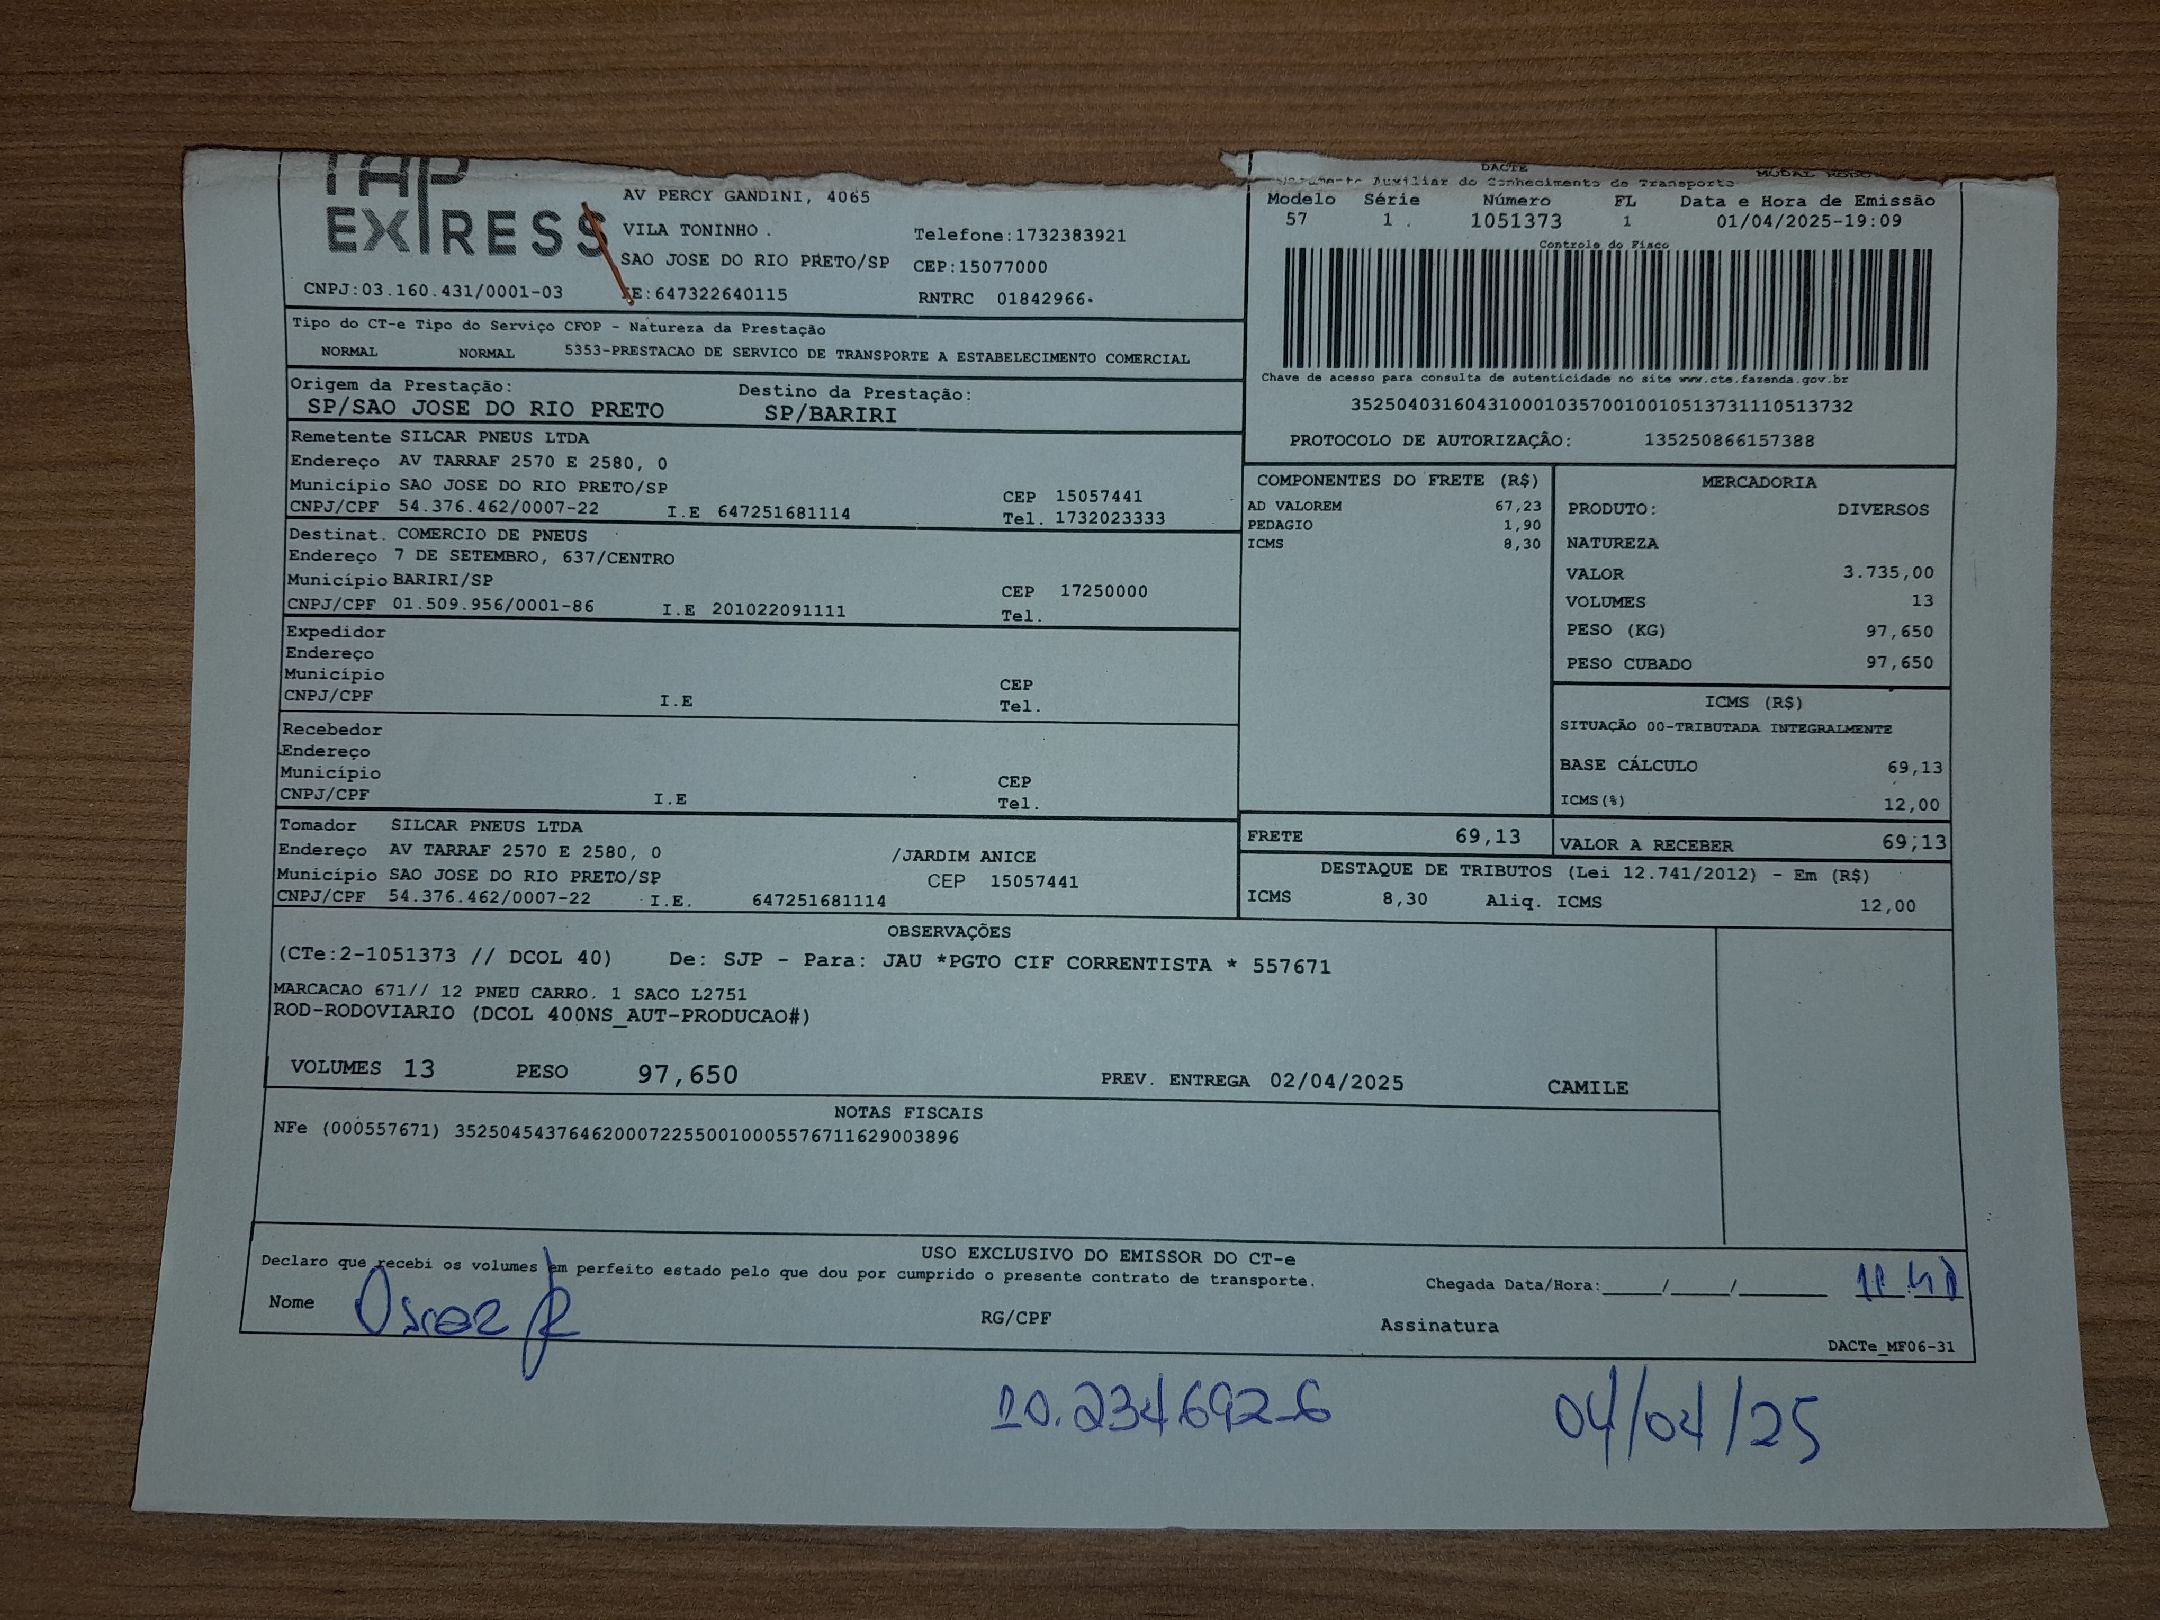 TAP
EXPRESS
AV PERCY GANDINI, 4065
VILA TONINHO . Telefone:1732383921
SAO JOSE DO RIO PRETO/SP CEP:15077000
CNPJ:03.160.431/0001-03 IE:647322640115 RNTRC 01842966
DACTE
Auxiliar do Conhecimento de Transporte
Modelo Série Número FL Data e Hora de Emissão
57 1 . 1051373 1 01/04/2025-19:09
Controle do Fisco
Chave de acesso para consulta de autenticidade no site www.cte.fazenda.gov.br
35250403160431000103570010010513731110513732
PROTOCOLO DE AUTORIZAÇÃO: 135250866157388
Tipo do CT-e Tipo do Serviço CFOP - Natureza da Prestação
NORMAL NORMAL 5353-PRESTACAO DE SERVICO DE TRANSPORTE A ESTABELECIMENTO COMERCIAL
Origem da Prestação: Destino da Prestação:
SP/SAO JOSE DO RIO PRETO SP/BARIRI
Remetente SILCAR PNEUS LTDA
Endereço AV TARRAF 2570 E 2580, 0
Município SAO JOSE DO RIO PRETO/SP CEP 15057441
CNPJ/CPF 54.376.462/0007-22 I.E 647251681114 Tel. 1732023333
Destinat. COMERCIO DE PNEUS
Endereço 7 DE SETEMBRO, 637/CENTRO
Município BARIRI/SP CEP 17250000
CNPJ/CPF 01.509.956/0001-86 I.E 201022091111 Tel.
Expedidor
Endereço
Município CEP
CNPJ/CPF I.E Tel.
Recebedor
Endereço
Município CEP
CNPJ/CPF I.E Tel.
Tomador SILCAR PNEUS LTDA
Endereço AV TARRAF 2570 E 2580, 0 /JARDIM ANICE
Município SAO JOSE DO RIO PRETO/SP CEP 15057441
CNPJ/CPF 54.376.462/0007-22 I.E. 647251681114
COMPONENTES DO FRETE (R$)
AD VALOREM 67,23
PEDAGIO 1,90
ICMS 8,30
MERCADORIA
PRODUTO: DIVERSOS
NATUREZA
VALOR 3.735,00
VOLUMES 13
PESO (KG) 97,650
PESO CUBADO 97,650
ICMS (R$)
SITUAÇÃO 00-TRIBUTADA INTEGRALMENTE
BASE CÁLCULO 69,13
ICMS(%) 12,00
FRETE 69,13 VALOR A RECEBER 69,13
DESTAQUE DE TRIBUTOS (Lei 12.741/2012) - Em (R$)
ICMS 8,30 Aliq. ICMS 12,00
OBSERVAÇÕES
(CTe:2-1051373 // DCOL 40) De: SJP - Para: JAU *PGTO CIF CORRENTISTA * 557671
MARCACAO 671// 12 PNEU CARRO. 1 SACO L2751
ROD-RODOVIARIO (DCOL 400NS_AUT-PRODUCAO#)
VOLUMES 13 PESO 97,650 PREV. ENTREGA 02/04/2025 CAMILE
NOTAS FISCAIS
NFe (000557671) 35250454376462000722550010005576711629003896
USO EXCLUSIVO DO EMISSOR DO CT-e
Declaro que recebi os volumes em perfeito estado pelo que dou por cumprido o presente contrato de transporte.
Chegada Data/Hora:____/____/______
Nome Oscar Jr RG/CPF Assinatura
DACTe_MF06-31
10.234.692-6 04/04/25